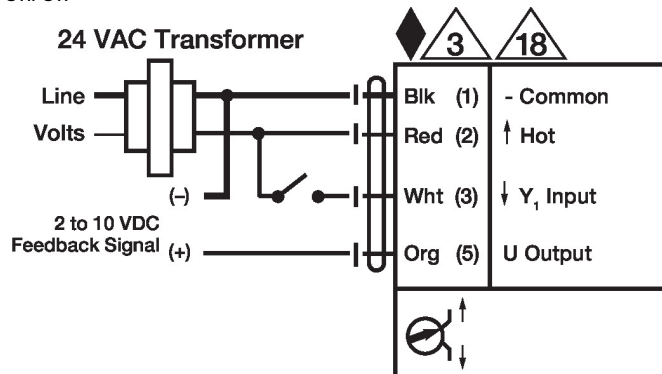 24 VAC Transformer
3
18
Line
Volts
Blk (1)
- Common
Red (2)
↑ Hot
(–)
Wht (3)
↓ Y₁ Input
2 to 10 VDC
Feedback Signal (+)
Org (5)
U Output